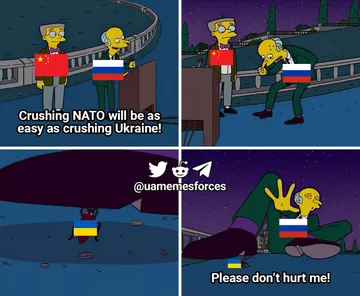 Crushing NATO will be as
easy as crushing Ukraine!
@uamemesforces
Please don't hurt me!